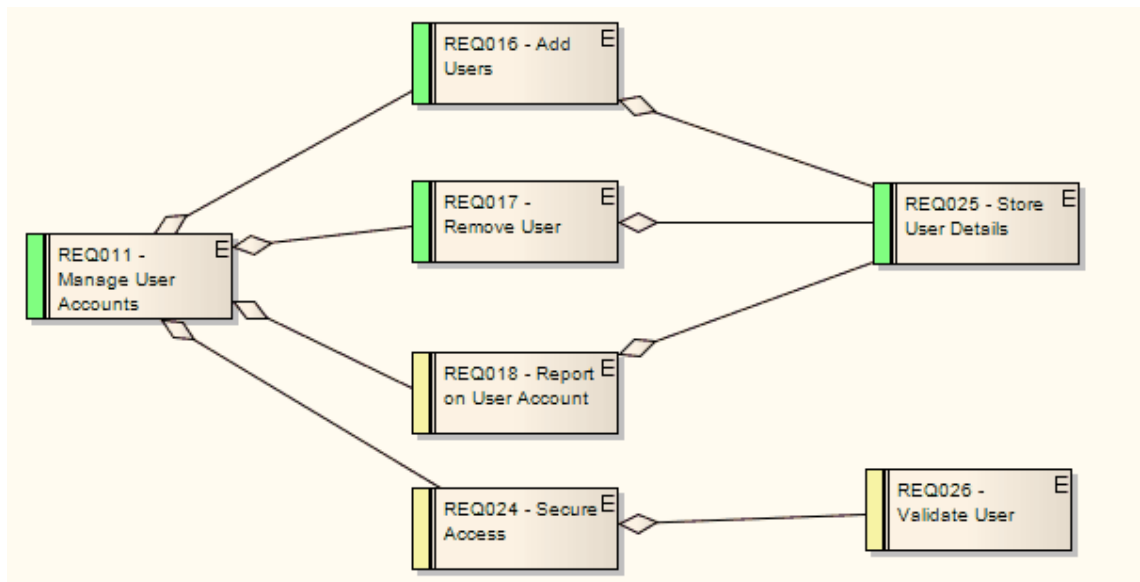 REQ016 - Add
Users
E
REQ017 -
Remove User
E
REQ025 - Store
User Details
E
REQ011 -
Manage User
Accounts
E
REQ018 - Report
on User Account
E
REQ024 - Secure
Access
E
REQ026 -
Validate User
E